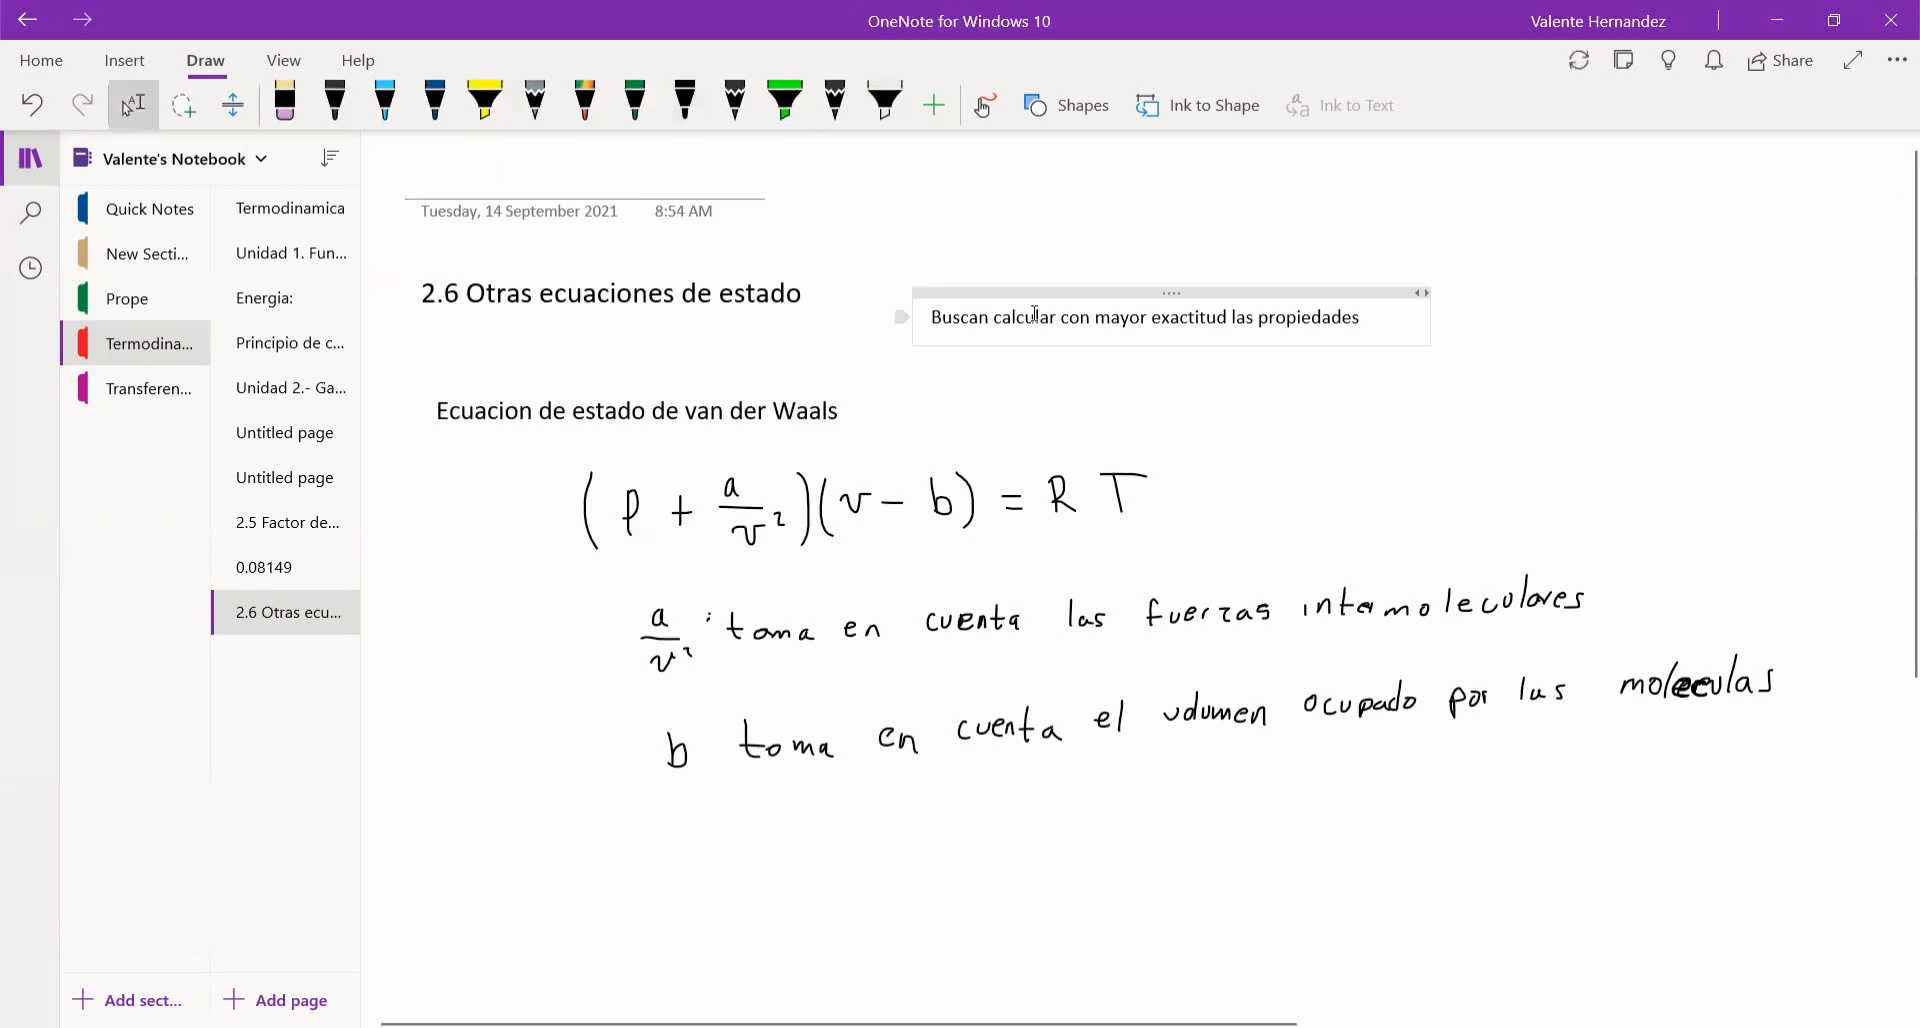 OneNote for Windows 10
Valente Hernandez
Home Insert Draw View Help
Share
Shapes
Ink to Shape
Ink to Text
Valente's Notebook
Quick Notes
New Secti...
Prope
Termodina...
Transferen...
Termodinamica
Unidad 1. Fun...
Energia:
Principio de c...
Unidad 2.- Ga...
Untitled page
Untitled page
2.5 Factor de...
0.08149
2.6 Otras ecu...
Add sect...
Add page
Tuesday, 14 September 2021 8:54 AM
2.6 Otras ecuaciones de estado
Buscan calcular con mayor exactitud las propiedades
Ecuacion de estado de van der Waals
(P + a/v²)(v - b) = R T
a/v² : toma en cuenta las fuerzas intermoleculares
b toma en cuenta el volumen ocupado por las moleculas